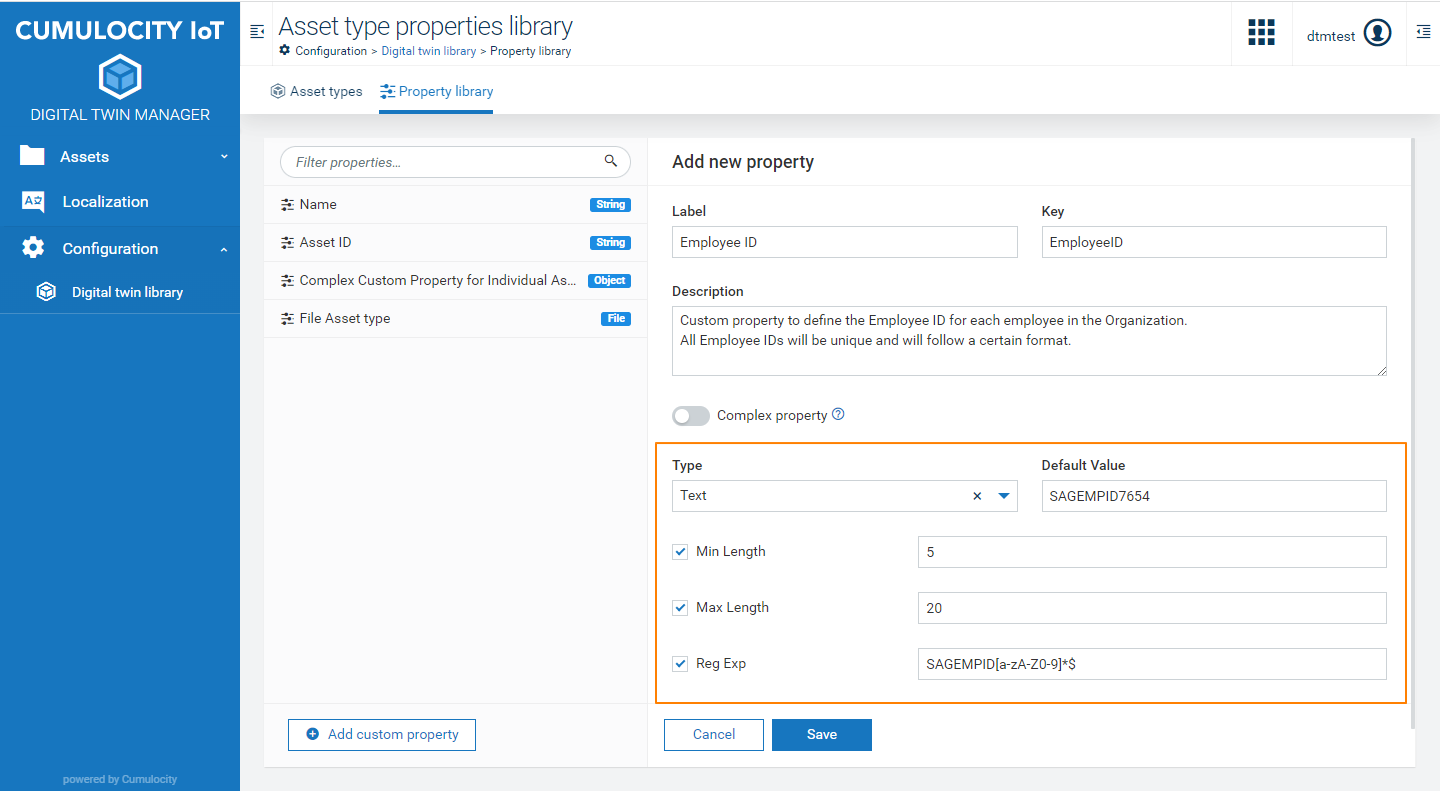 CUMULOCITY IoT
DIGITAL TWIN MANAGER
Assets
Localization
Configuration
Digital twin library
powered by Cumulocity
Asset type properties library
Configuration > Digital twin library > Property library
dtmtest
Asset types
Property library
Filter properties...
Name String
Asset ID String
Complex Custom Property for Individual As... Object
File Asset type File
Add custom property
Add new property
Label Key
Employee ID EmployeeID
Description
Custom property to define the Employee ID for each employee in the Organization.
All Employee IDs will be unique and will follow a certain format.
Complex property
Type Default Value
Text SAGEMPID7654
Min Length 5
Max Length 20
Reg Exp SAGEMPID[a-zA-Z0-9]*$
Cancel Save